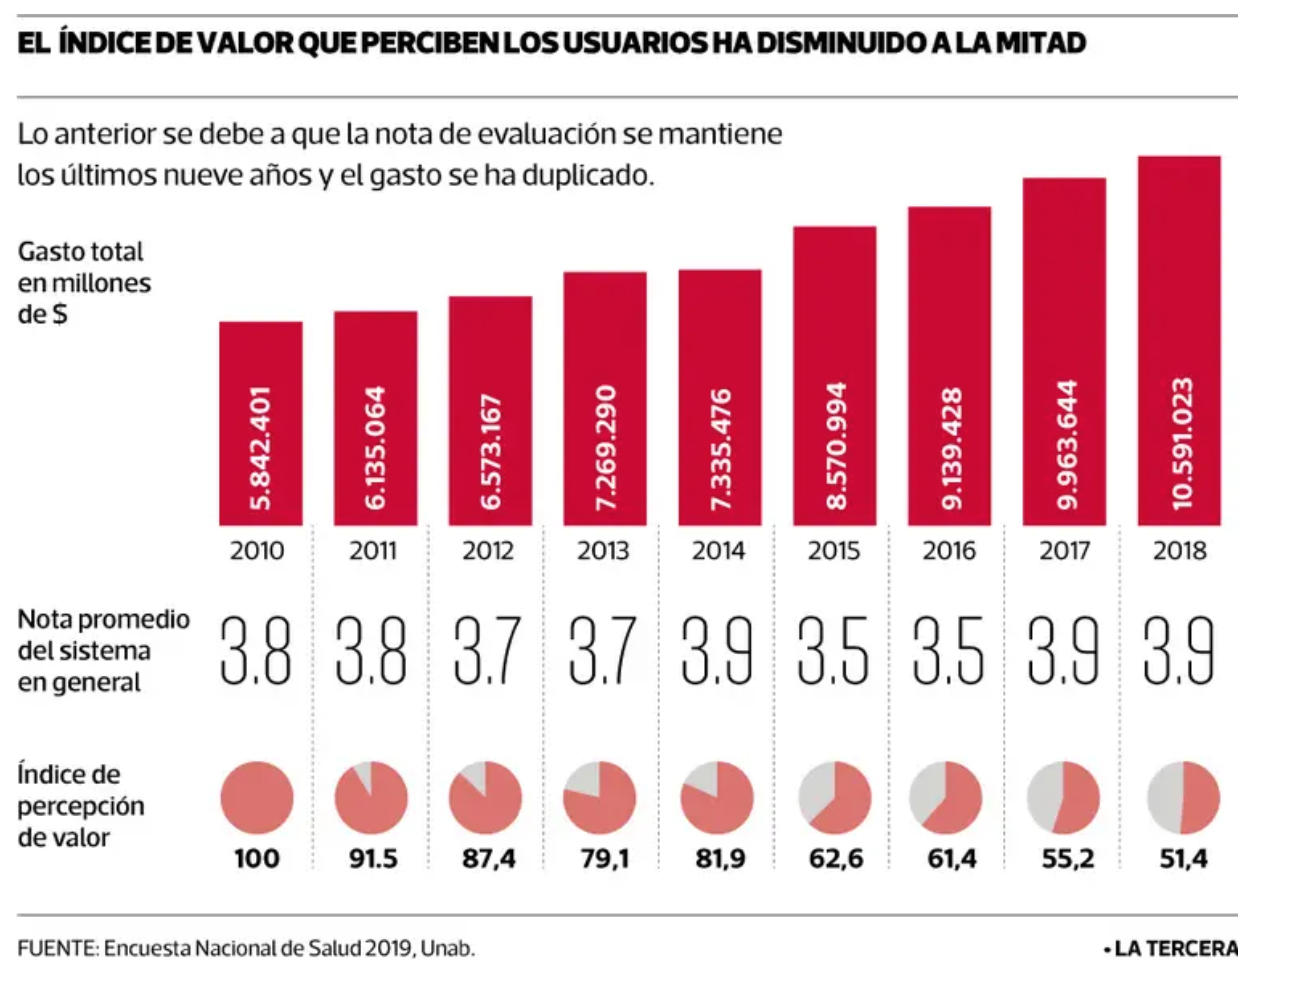 EL ÍNDICE DE VALOR QUE PERCIBEN LOS USUARIOS HA DISMINUIDO A LA MITAD
Lo anterior se debe a que la nota de evaluación se mantiene
los últimos nueve años y el gasto se ha duplicado.
Gasto total
en millones
de $
5.842.401
6.135.064
6.573.167
7.269.290
7.335.476
8.570.994
9.139.428
9.963.644
10.591.023
2010 2011 2012 2013 2014 2015 2016 2017 2018
Nota promedio
del sistema
en general
3.8 3.8 3.7 3.7 3.9 3.5 3.5 3.9 3.9
Índice de
percepción
de valor
100 91.5 87,4 79,1 81,9 62,6 61,4 55,2 51,4
FUENTE: Encuesta Nacional de Salud 2019, Unab.
• LA TERCERA